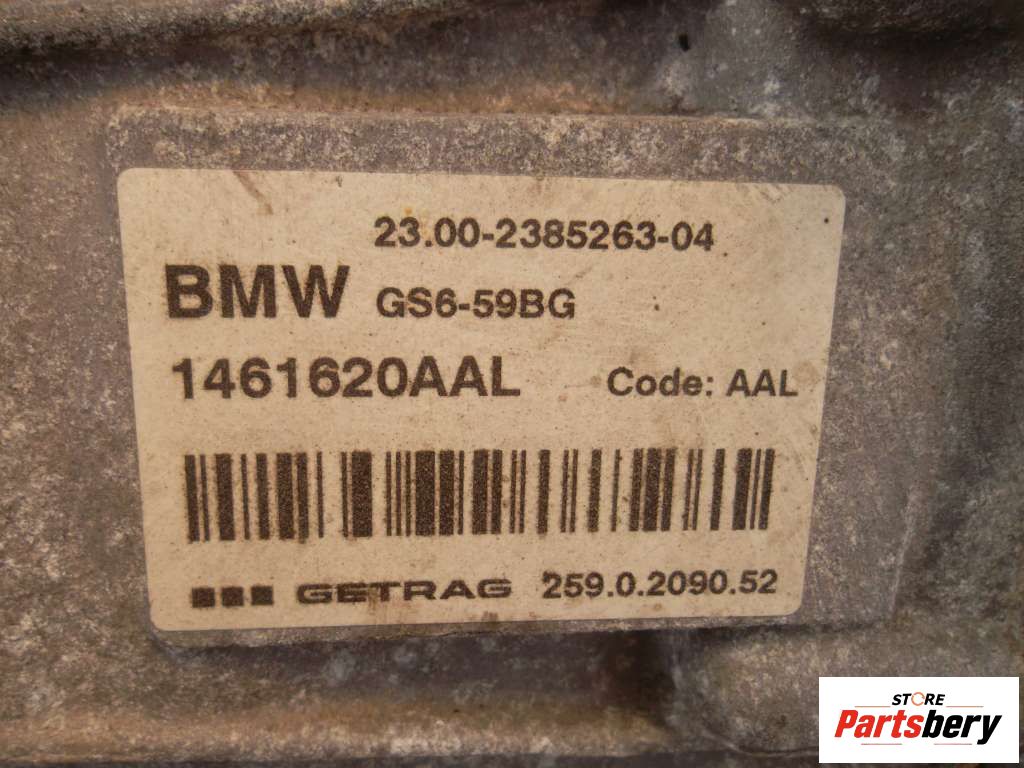 23.00-2385263-04
BMW GS6-59BG
1461620AAL Code: AAL
GETRAG 259.0.2090.52
STORE
Partsbery